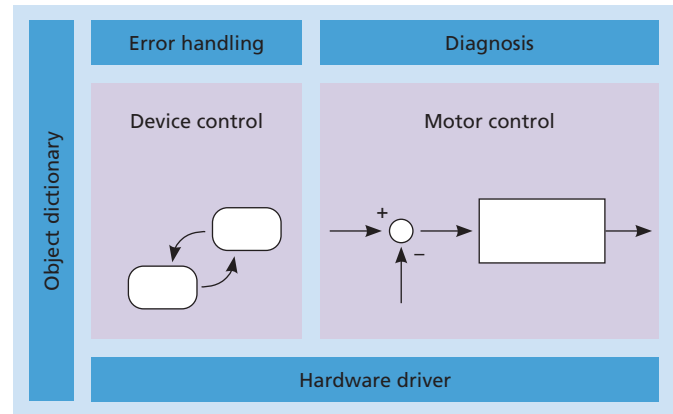 Error handling
Diagnosis
Object dictionary
Device control
Motor control
+
−
Hardware driver